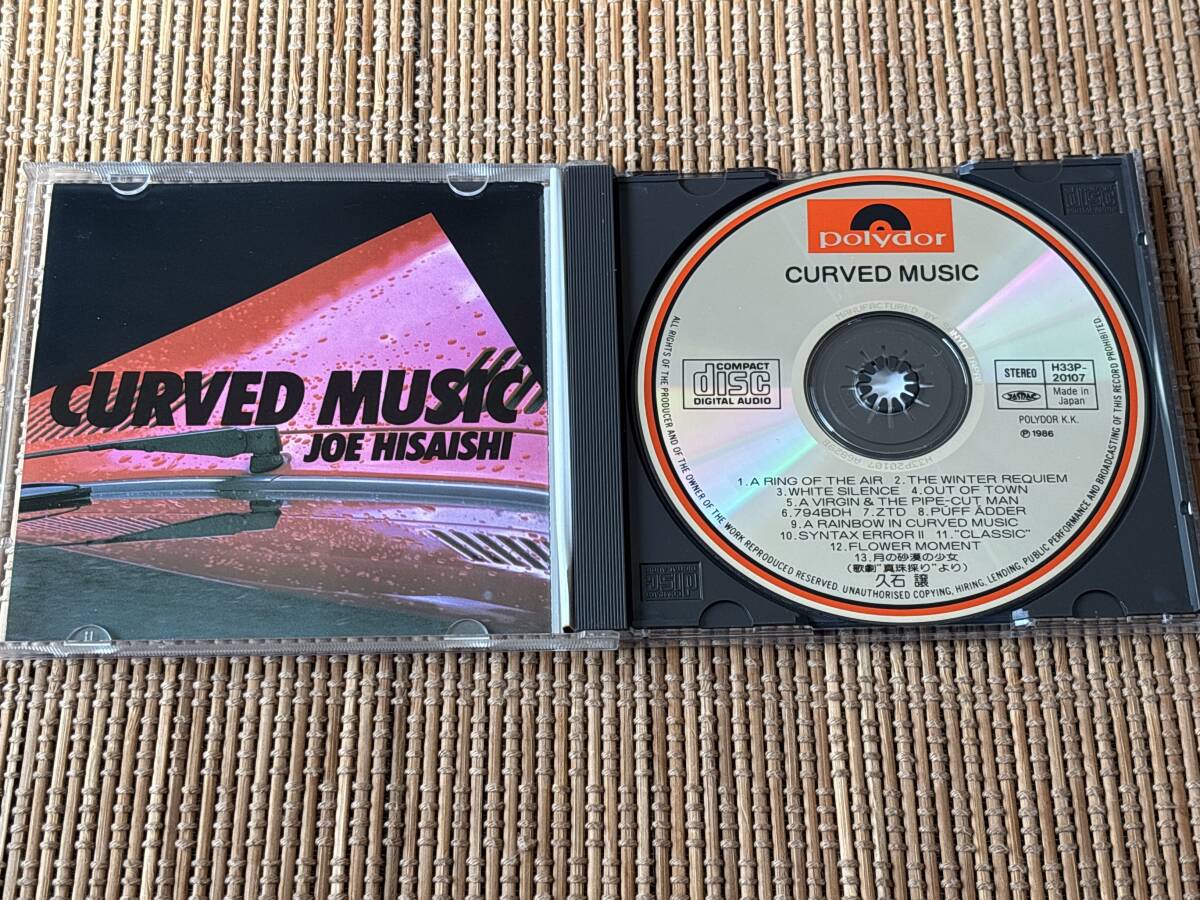 CURVED MUSIC
JOE HISAISHI
polydor
CURVED MUSIC
MANUFACTURED BY
COMPACT
disc
DIGITAL AUDIO
STEREO
H33P-
20107
JASRAC
Made in
Japan
POLYDOR K.K.
℗1986
1. A RING OF THE AIR 2. THE WINTER REQUIEM
3. WHITE SILENCE 4. OUT OF TOWN
5. A VIRGIN & THE PIPE-CUT MAN
6. 794BDH 7. ZTD 8. PUFF ADDER
9. A RAINBOW IN CURVED MUSIC
10. SYNTAX ERROR II 11. "CLASSIC"
12. FLOWER MOMENT
13.月の砂漠の少女
(歌劇"真珠採り"より)
久石 譲
ALL RIGHTS OF THE PRODUCER AND OF THE OWNER OF THE WORK REPRODUCED RESERVED. UNAUTHORISED COPYING, HIRING, LENDING, PUBLIC PERFORMANCE AND BROADCASTING OF THIS RECORD PROHIBITED.
disc
disc